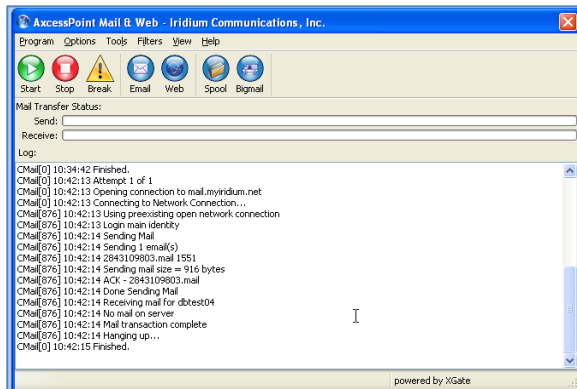 AxcessPoint Mail & Web - Iridium Communications, Inc.
Program Options Tools Filters View Help
Start Stop Break Email Web Spool Bigmail
Mail Transfer Status:
Send:
Receive:
Log:
CMail[0] 10:34:42 Finished.
CMail[0] 10:42:13 Attempt 1 of 1
CMail[0] 10:42:13 Opening connection to mail.myiridium.net
CMail[0] 10:42:13 Connecting to Network Connection...
CMail[876] 10:42:13 Using preexisting open network connection
CMail[876] 10:42:13 Login main identity
CMail[876] 10:42:14 Sending Mail
CMail[876] 10:42:14 Sending 1 email(s)
CMail[876] 10:42:14 2843109803.mail 1551
CMail[876] 10:42:14 Sending mail size = 916 bytes
CMail[876] 10:42:14 ACK - 2843109803.mail
CMail[876] 10:42:14 Done Sending Mail
CMail[876] 10:42:14 Receiving mail for dbtest04
CMail[876] 10:42:14 No mail on server
CMail[876] 10:42:14 Mail transaction complete
CMail[876] 10:42:14 Hanging up...
CMail[0] 10:42:15 Finished.
powered by XGate